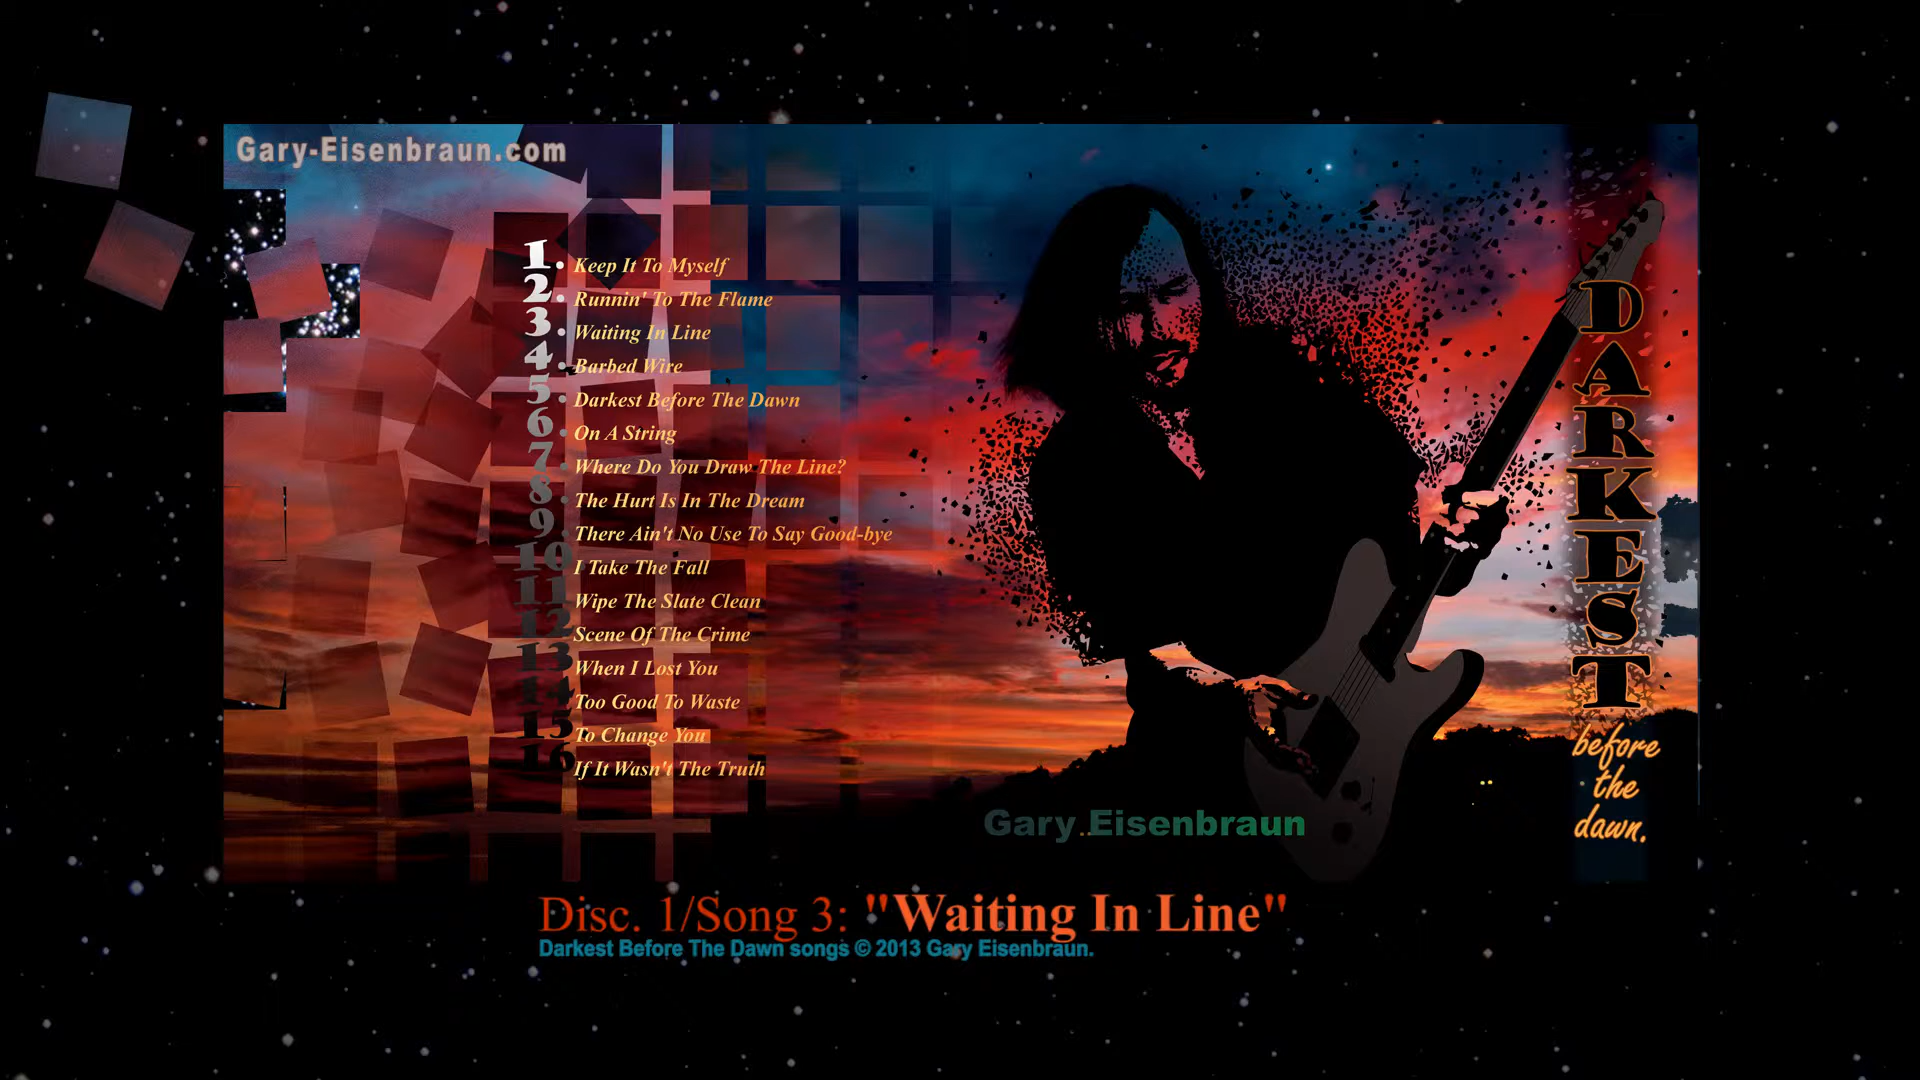 Gary-Eisenbraun.com
1. Keep It To Myself
2. Runnin' To The Flame
3. Waiting In Line
4. Barbed Wire
5. Darkest Before The Dawn
6. On A String
7. Where Do You Draw The Line?
8. The Hurt Is In The Dream
9. There Ain't No Use To Say Good-bye
10 I Take The Fall
11 Wipe The Slate Clean
12 Scene Of The Crime
13 When I Lost You
14 Too Good To Waste
15 To Change You
16 If It Wasn't The Truth
DARKEST
before
the
dawn.
Gary Eisenbraun
Disc. 1/Song 3: "Waiting In Line"
Darkest Before The Dawn songs © 2013 Gary Eisenbraun.